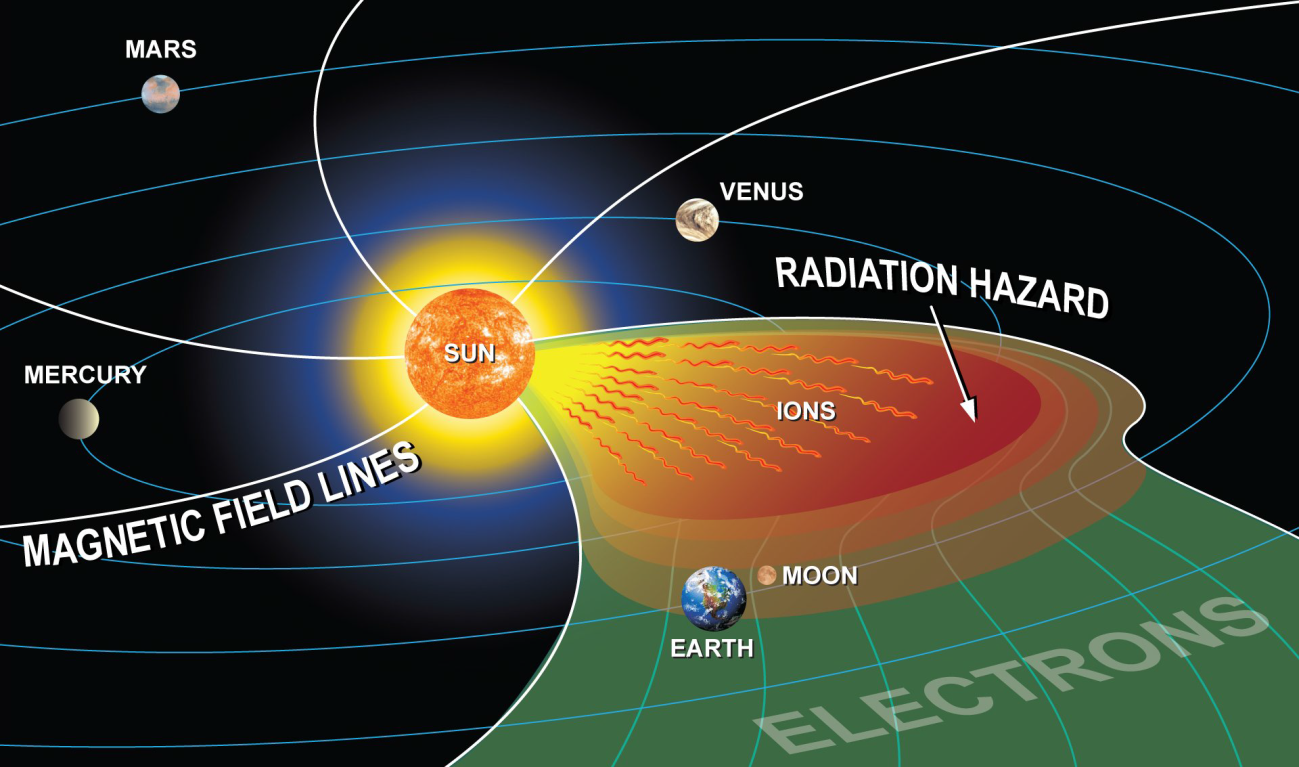 MARS
VENUS
RADIATION HAZARD
SUN
MERCURY
IONS
MAGNETIC FIELD LINES
MOON
EARTH
ELECTRONS